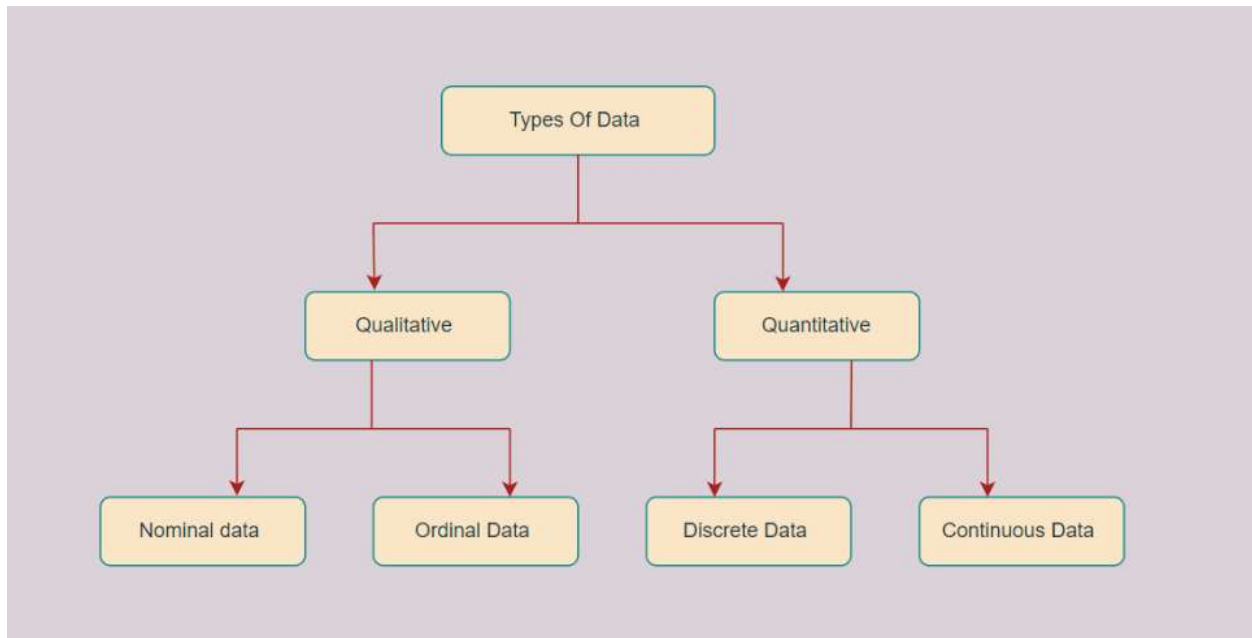 Types Of Data
Qualitative
Quantitative
Nominal data
Ordinal Data
Discrete Data
Continuous Data